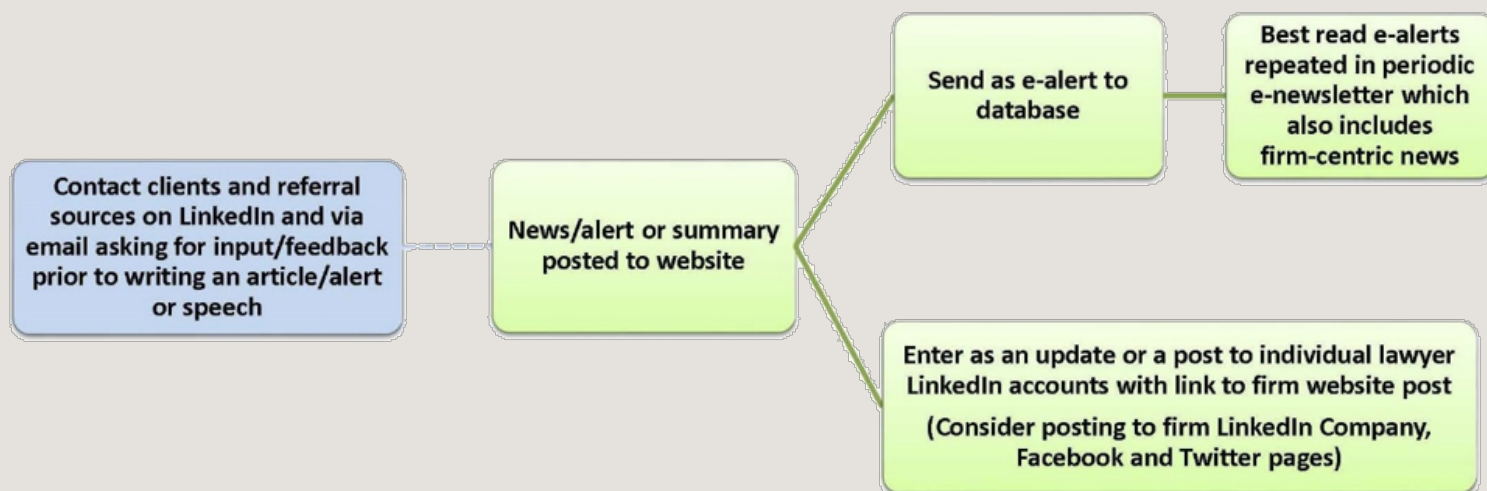 Contact clients and referral
sources on LinkedIn and via
email asking for input/feedback
prior to writing an article/alert
or speech
News/alert or summary
posted to website
Send as e-alert to
database
Best read e-alerts
repeated in periodic
e-newsletter which
also includes
firm-centric news
Enter as an update or a post to individual lawyer
LinkedIn accounts with link to firm website post
(Consider posting to firm LinkedIn Company,
Facebook and Twitter pages)